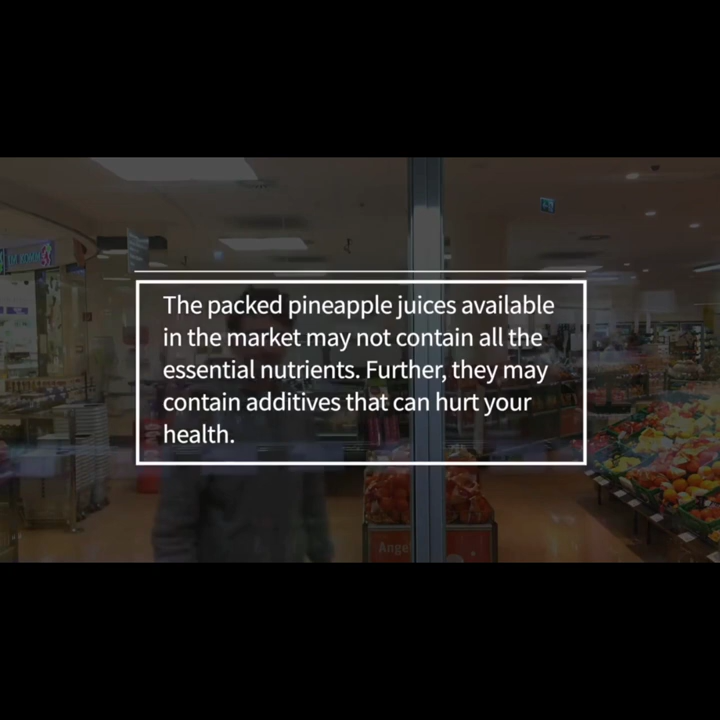 The packed pineapple juices available
in the market may not contain all the
essential nutrients. Further, they may
contain additives that can hurt your
health.
Ange